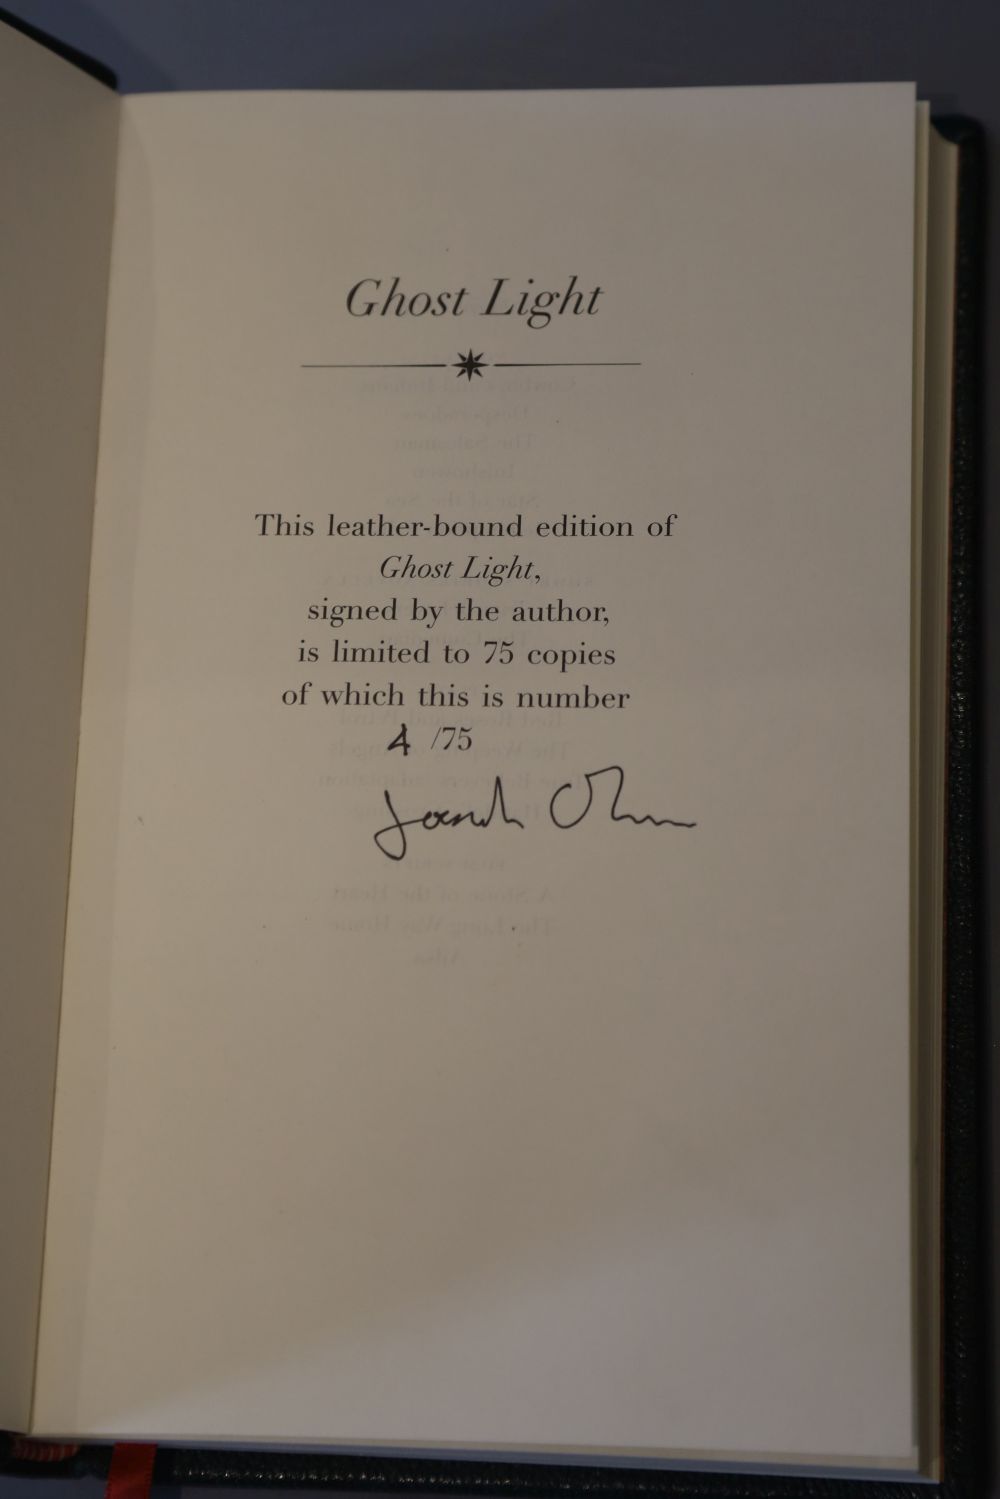 Ghost Light
This leather-bound edition of
Ghost Light,
signed by the author,
is limited to 75 copies
of which this is number
4 /75
Joseph O'